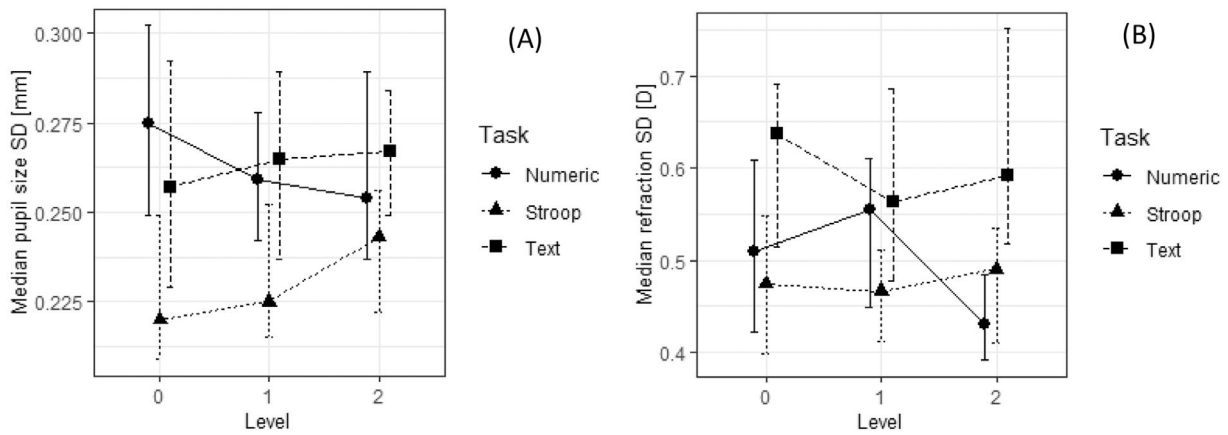 (A)
Median pupil size SD [mm]
0.300
0.275
0.250
0.225
0
1
2
Level
Task
Numeric
Stroop
Text
(B)
Median refraction SD [D]
0.7
0.6
0.5
0.4
0
1
2
Level
Task
Numeric
Stroop
Text